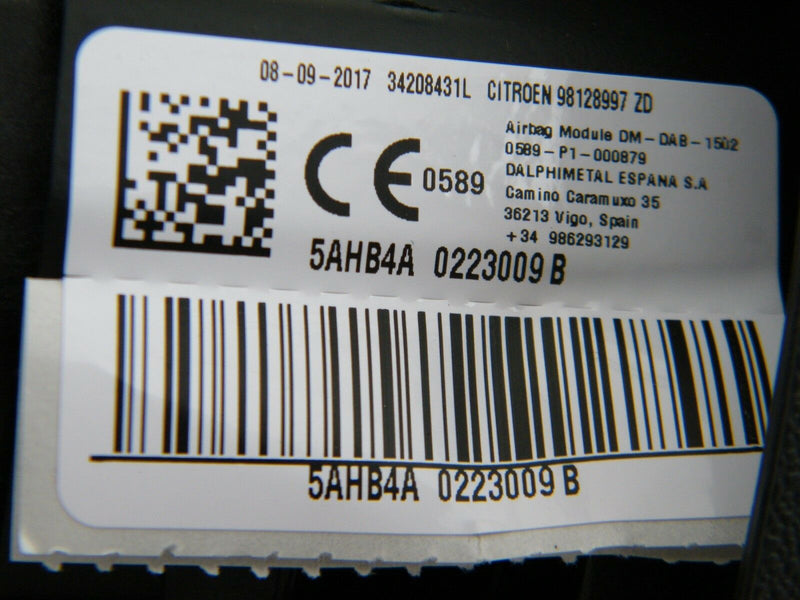 08-09-2017 34208431L CITROEN 98128997 ZD
Airbag Module DM-DAB-1502
0589-P1-000879
DALPHIMETAL ESPANA S.A
Camino Caramuxo 35
36213 Vigo, Spain
+34 986293129
CE 0589
5AHB4A 0223009 B
5AHB4A 0223009 B